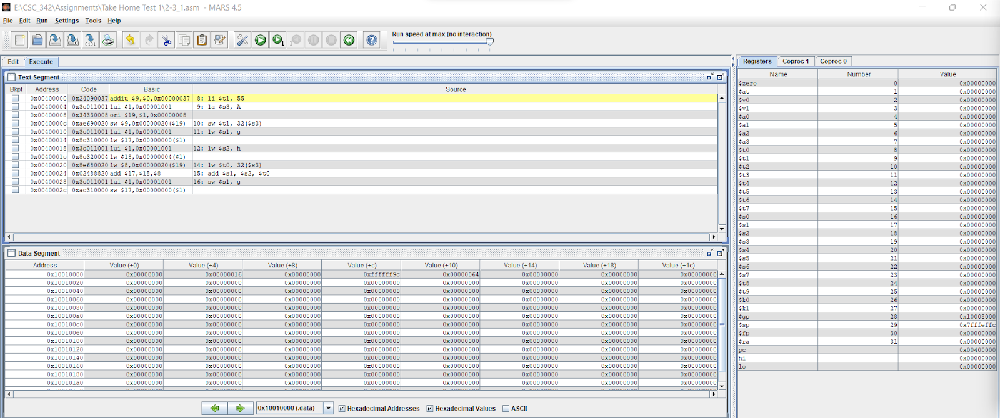 E:\CSC_342\Assignments\Take Home Test 1\2-3_1.asm - MARS 4.5
File Edit Run Settings Tools Help
Run speed at max (no interaction)
Edit Execute
Text Segment
Bkpt Address Code Basic Source
0x00400000 0x24090037 addiu $9,$0,0x00000037 8: li $t1, 55
0x00400004 0x3c011001 lui $1,0x00001001 9: la $s3, A
0x00400008 0x34330008 ori $19,$1,0x00000008
0x0040000c 0xae690020 sw $9,0x00000020($19) 10: sw $t1, 32($s3)
0x00400010 0x3c011001 lui $1,0x00001001 11: lw $s1, g
0x00400014 0x8c310000 lw $17,0x00000000($1)
0x00400018 0x3c011001 lui $1,0x00001001 12: lw $s2, h
0x0040001c 0x8c320004 lw $18,0x00000004($1)
0x00400020 0x8e680020 lw $8,0x00000020($19) 14: lw $t0, 32($s3)
0x00400024 0x02488820 add $17,$18,$8 15: add $s1, $s2, $t0
0x00400028 0x3c011001 lui $1,0x00001001 16: sw $s1, g
0x0040002c 0xac310000 sw $17,0x00000000($1)
Data Segment
Address Value (+0) Value (+4) Value (+8) Value (+c) Value (+10) Value (+14) Value (+18) Value (+1c)
0x10010000 0x00000000 0x00000016 0x00000000 0xffffff9c 0x00000064 0x00000000 0x00000000 0x00000000
0x10010020 0x00000000 0x00000000 0x00000000 0x00000000 0x00000000 0x00000000 0x00000000 0x00000000
0x10010040 0x00000000 0x00000000 0x00000000 0x00000000 0x00000000 0x00000000 0x00000000 0x00000000
0x10010060 0x00000000 0x00000000 0x00000000 0x00000000 0x00000000 0x00000000 0x00000000 0x00000000
0x10010080 0x00000000 0x00000000 0x00000000 0x00000000 0x00000000 0x00000000 0x00000000 0x00000000
0x100100a0 0x00000000 0x00000000 0x00000000 0x00000000 0x00000000 0x00000000 0x00000000 0x00000000
0x100100c0 0x00000000 0x00000000 0x00000000 0x00000000 0x00000000 0x00000000 0x00000000 0x00000000
0x100100e0 0x00000000 0x00000000 0x00000000 0x00000000 0x00000000 0x00000000 0x00000000 0x00000000
0x10010100 0x00000000 0x00000000 0x00000000 0x00000000 0x00000000 0x00000000 0x00000000 0x00000000
0x10010120 0x00000000 0x00000000 0x00000000 0x00000000 0x00000000 0x00000000 0x00000000 0x00000000
0x10010140 0x00000000 0x00000000 0x00000000 0x00000000 0x00000000 0x00000000 0x00000000 0x00000000
0x10010160 0x00000000 0x00000000 0x00000000 0x00000000 0x00000000 0x00000000 0x00000000 0x00000000
0x10010180 0x00000000 0x00000000 0x00000000 0x00000000 0x00000000 0x00000000 0x00000000 0x00000000
0x100101a0 0x00000000 0x00000000 0x00000000 0x00000000 0x00000000 0x00000000 0x00000000 0x00000000
0x10010000 (.data) Hexadecimal Addresses Hexadecimal Values ASCII
Registers Coproc 1 Coproc 0
Name Number Value
$zero 0 0x00000000
$at 1 0x00000000
$v0 2 0x00000000
$v1 3 0x00000000
$a0 4 0x00000000
$a1 5 0x00000000
$a2 6 0x00000000
$a3 7 0x00000000
$t0 8 0x00000000
$t1 9 0x00000000
$t2 10 0x00000000
$t3 11 0x00000000
$t4 12 0x00000000
$t5 13 0x00000000
$t6 14 0x00000000
$t7 15 0x00000000
$s0 16 0x00000000
$s1 17 0x00000000
$s2 18 0x00000000
$s3 19 0x00000000
$s4 20 0x00000000
$s5 21 0x00000000
$s6 22 0x00000000
$s7 23 0x00000000
$t8 24 0x00000000
$t9 25 0x00000000
$k0 26 0x00000000
$k1 27 0x00000000
$gp 28 0x10008000
$sp 29 0x7fffeffc
$fp 30 0x00000000
$ra 31 0x00000000
pc 0x00400000
hi 0x00000000
lo 0x00000000